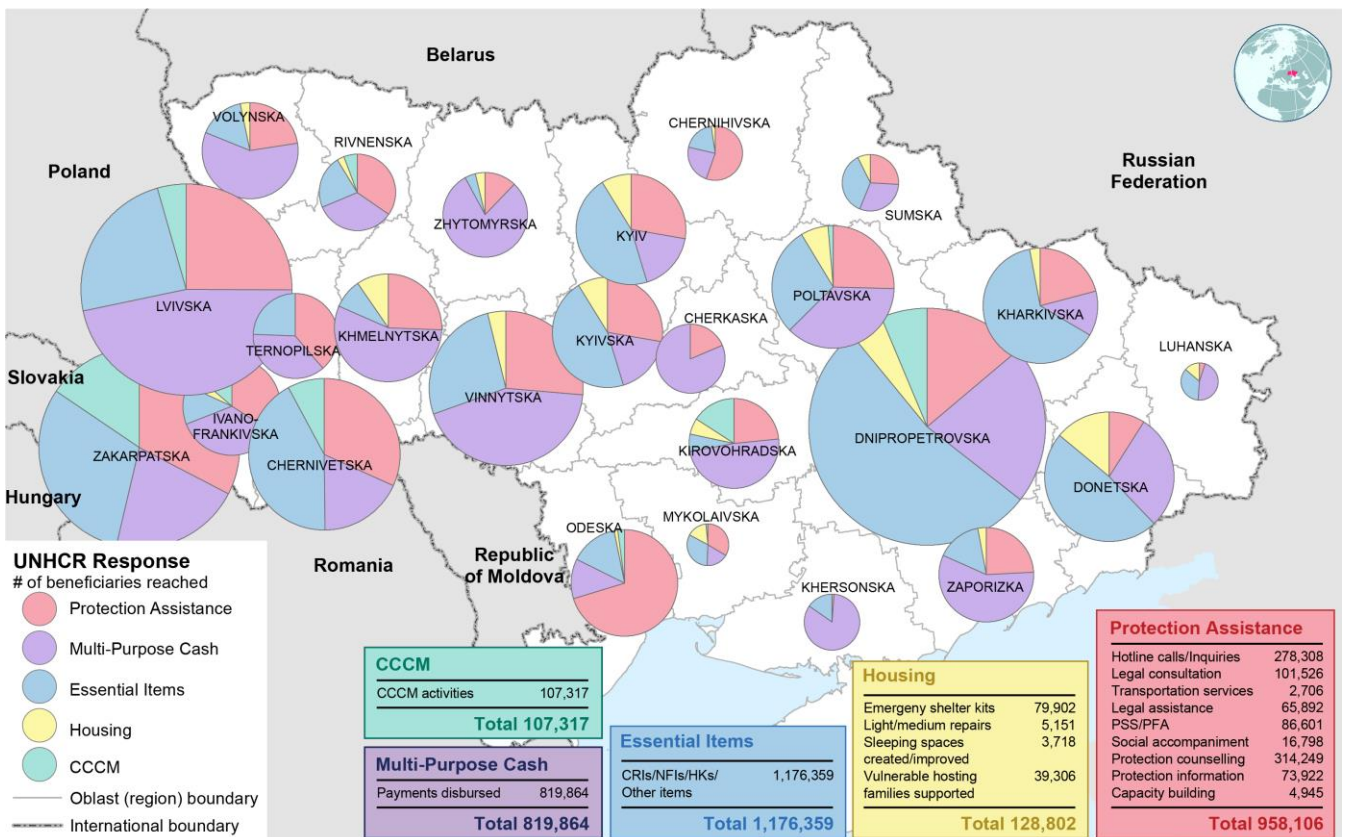 Belarus
Poland
Russian
Federation
Slovakia
Hungary
Romania
Republic
of Moldova
VOLYNSKA
RIVNENSKA
ZHYTOMYRSKA
KYIV
CHERNIHIVSKA
SUMSKA
LVIVSKA
TERNOPILSKA
KHMELNYTSKA
VINNYTSKA
KYIVSKA
CHERKASKA
POLTAVSKA
KHARKIVSKA
LUHANSKA
ZAKARPATSKA
IVANO-
FRANKIVSKA
CHERNIVETSKA
KIROVOHRADSKA
DNIPROPETROVSKA
DONETSKA
ODESKA
MYKOLAIVSKA
KHERSONSKA
ZAPORIZKA
UNHCR Response
# of beneficiaries reached
Protection Assistance
Multi-Purpose Cash
Essential Items
Housing
CCCM
Oblast (region) boundary
International boundary
CCCM
CCCM activities 107,317
Total 107,317
Multi-Purpose Cash
Payments disbursed 819,864
Total 819,864
Essential Items
CRIs/NFIs/HKs/ 1,176,359
Other items
Total 1,176,359
Housing
Emergeny shelter kits 79,902
Light/medium repairs 5,151
Sleeping spaces 3,718
created/improved
Vulnerable hosting 39,306
families supported
Total 128,802
Protection Assistance
Hotline calls/Inquiries 278,308
Legal consultation 101,526
Transportation services 2,706
Legal assistance 65,892
PSS/PFA 86,601
Social accompaniment 16,798
Protection counselling 314,249
Protection information 73,922
Capacity building 4,945
Total 958,106